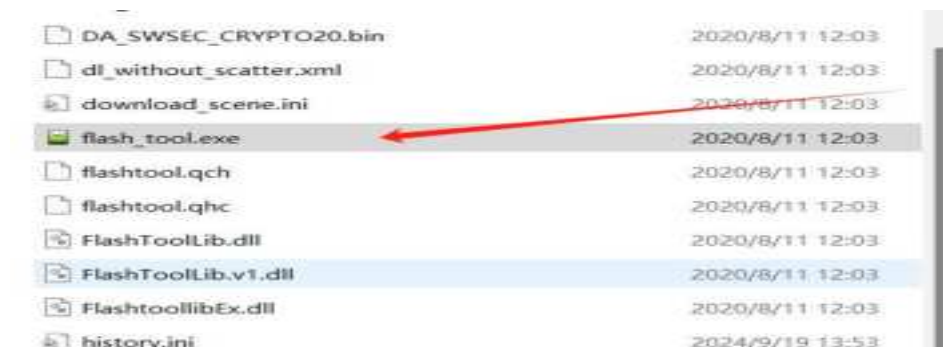 DA_SWSEC_CRYPTO20.bin 2020/8/11 12:03
dl_without_scatter.xml 2020/8/11 12:03
download_scene.ini 2020/8/11 12:03
flash_tool.exe 2020/8/11 12:03
flashtool.qch 2020/8/11 12:03
flashtool.qhc 2020/8/11 12:03
FlashToolLib.dll 2020/8/11 12:03
FlashToolLib.v1.dll 2020/8/11 12:03
FlashtoollibEx.dll 2020/8/11 12:03
history.ini 2024/9/19 13:53